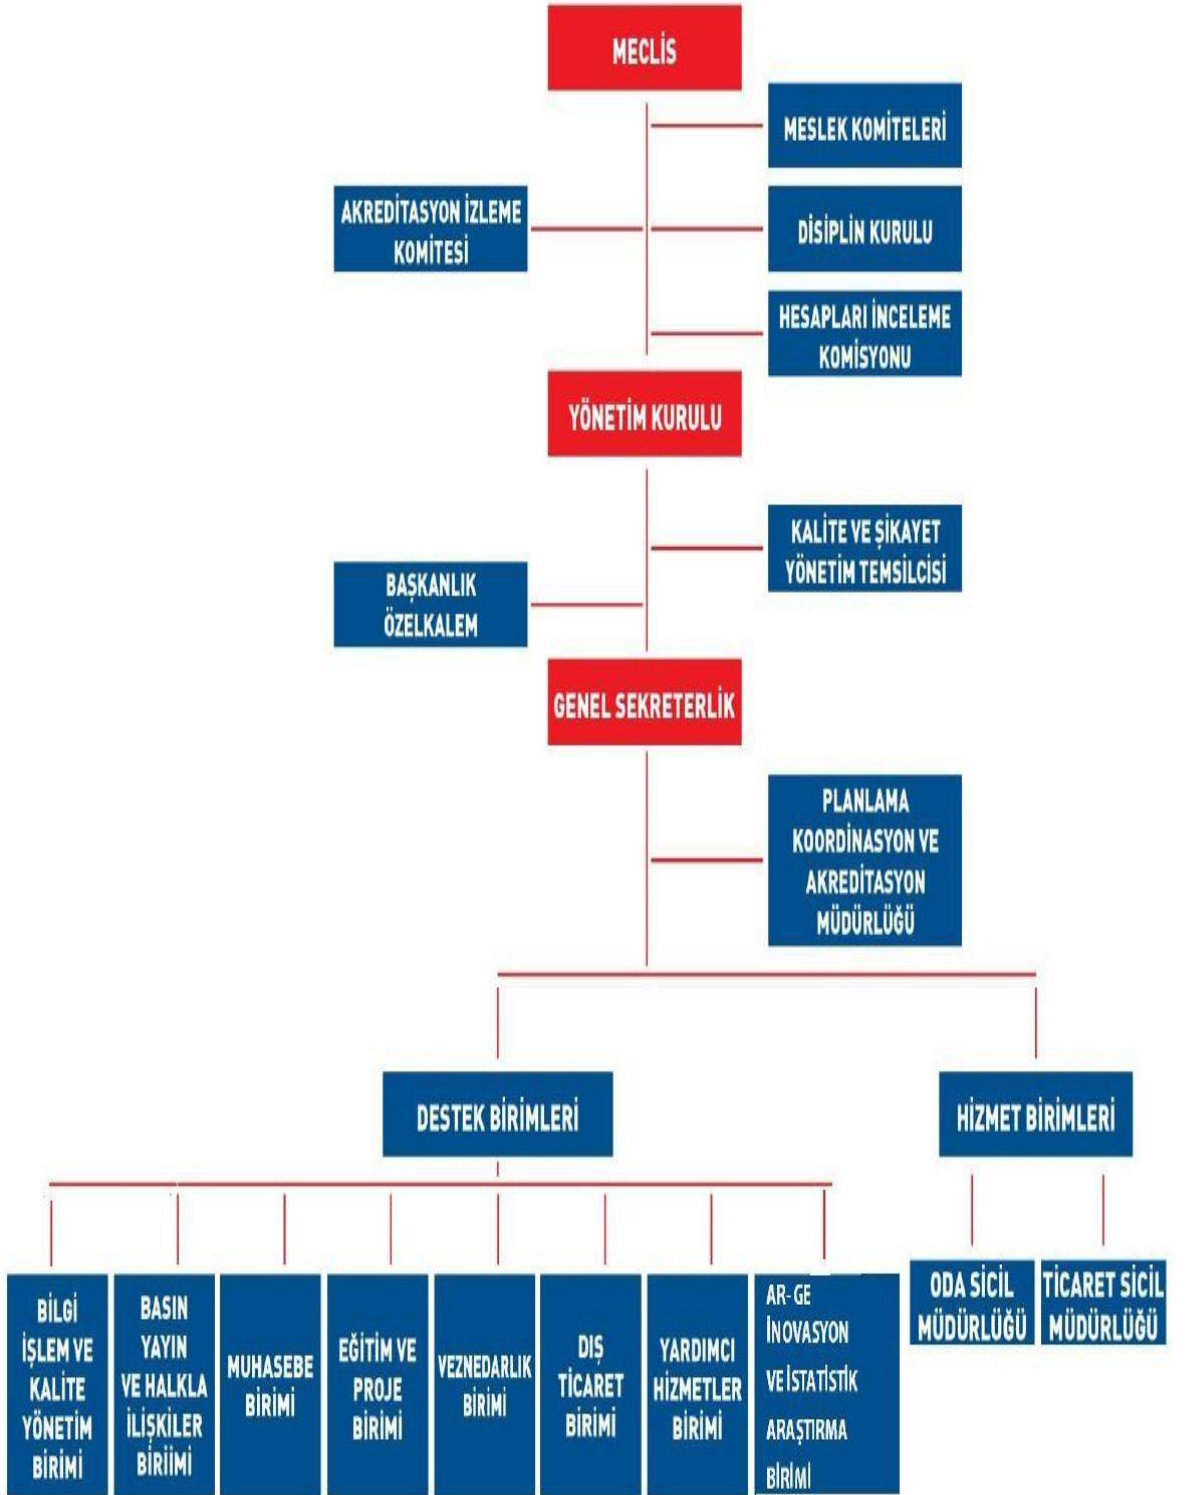 MECLİS
MESLEK KOMİTELERİ
AKREDİTASYON İZLEME
KOMİTESİ
DİSİPLİN KURULU
HESAPLARI İNCELEME
KOMİSYONU
YÖNETİM KURULU
KALİTE VE ŞİKAYET
YÖNETİM TEMSİLCİSİ
BAŞKANLIK
ÖZELKALEM
GENEL SEKRETERLİK
PLANLAMA
KOORDİNASYON VE
AKREDİTASYON
MÜDÜRLÜĞÜ
DESTEK BİRİMLERİ
HİZMET BİRİMLERİ
BİLGİ
İŞLEM VE
KALİTE
YÖNETİM
BİRİMİ
BASIN
YAYIN
VE HALKLA
İLİŞKİLER
BİRİİMİ
MUHASEBE
BİRİMİ
EĞİTİM VE
PROJE
BİRİMİ
VEZNEDARLIK
BİRİMİ
DIŞ
TİCARET
BİRİMİ
YARDIMCI
HİZMETLER
BİRİMİ
AR-GE
İNOVASYON
VE İSTATİSTİK
ARAŞTIRMA
BİRİMİ
ODA SİCİL
MÜDÜRLÜĞÜ
TİCARET SİCİL
MÜDÜRLÜĞÜ